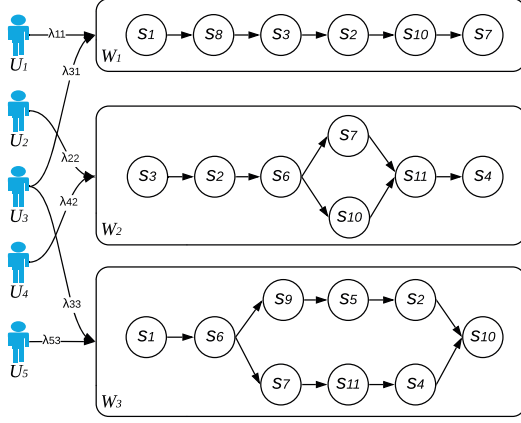 U1
λ11
λ31
S1 S8 S3 S2 S10 S7
W1
U2
λ22
U3
λ42
U4
S3 S2 S6 S7 S10 S11 S4
W2
λ33
U5
λ53
S1 S6 S9 S5 S2 S10
S7 S11 S4
W3